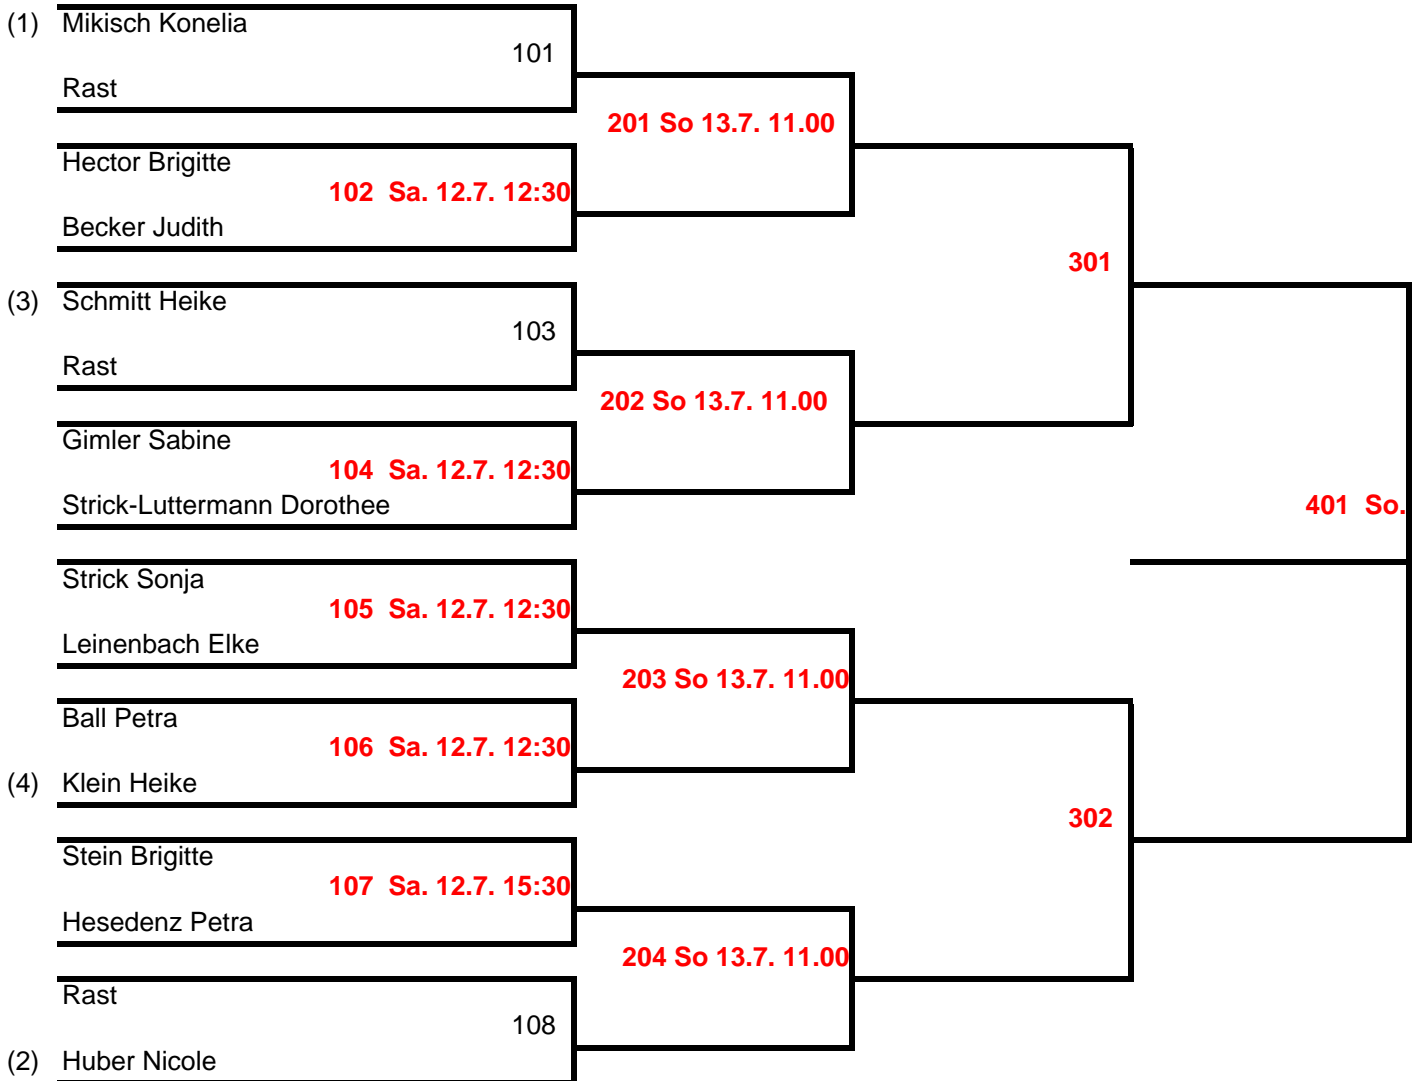 (1) Mikisch Konelia
101
Rast
201 So 13.7. 11.00
Hector Brigitte
102 Sa. 12.7. 12:30
Becker Judith
301
(3) Schmitt Heike
103
Rast
202 So 13.7. 11.00
Gimler Sabine
104 Sa. 12.7. 12:30
Strick-Luttermann Dorothee
401 So.
Strick Sonja
105 Sa. 12.7. 12:30
Leinenbach Elke
203 So 13.7. 11.00
Ball Petra
106 Sa. 12.7. 12:30
(4) Klein Heike
302
Stein Brigitte
107 Sa. 12.7. 15:30
Hesedenz Petra
204 So 13.7. 11.00
Rast
108
(2) Huber Nicole